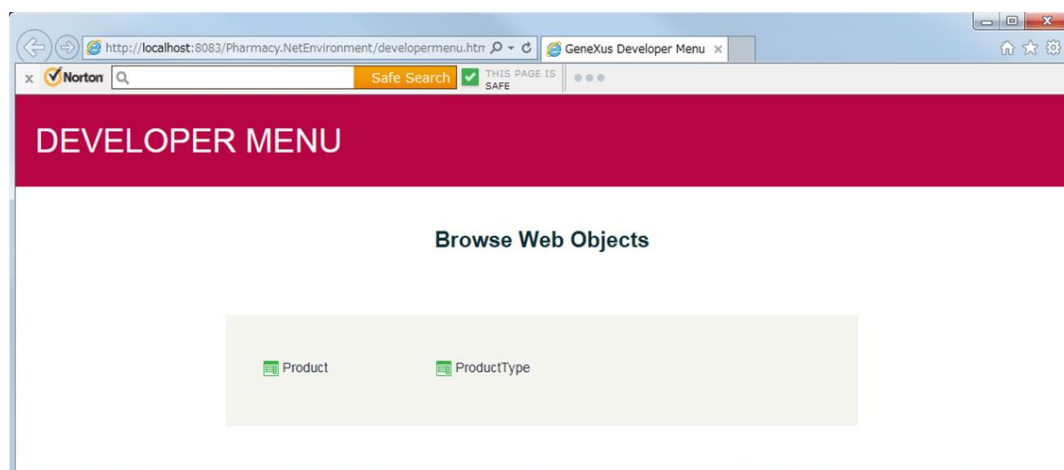 http://localhost:8083/Pharmacy.NetEnvironment/developermenu.htm
GeneXus Developer Menu
Norton
Safe Search
THIS PAGE IS
SAFE
DEVELOPER MENU
Browse Web Objects
Product
ProductType